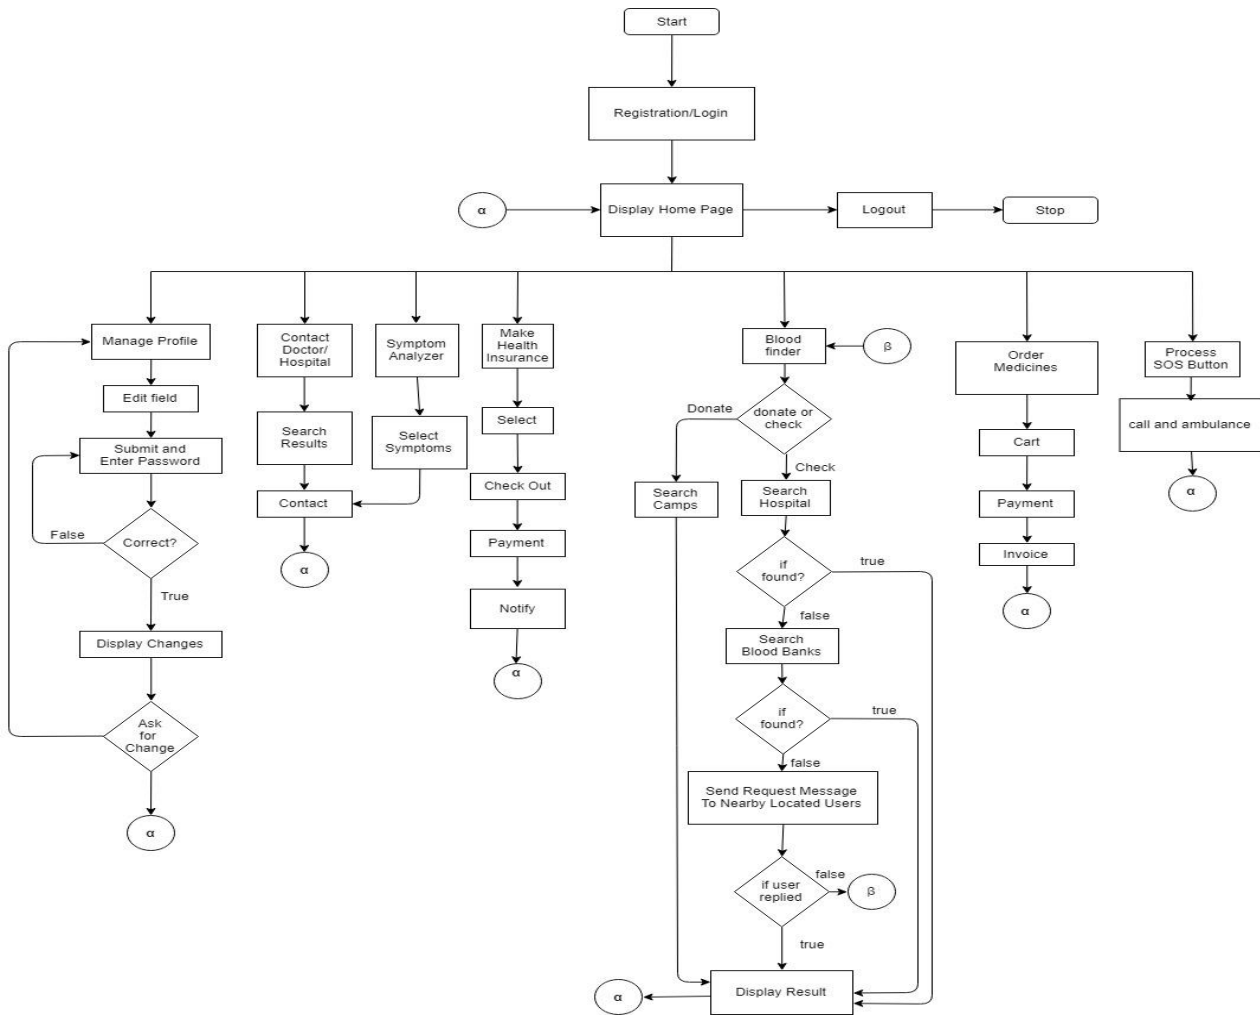 Start
Registration/Login
α
Display Home Page
Logout
Stop
Manage Profile
Edit field
Submit and
Enter Password
False
Correct?
True
Display Changes
Ask
for
Change
α
Contact
Doctor/
Hospital
Search
Results
Contact
α
Symptom
Analyzer
Select
Symptoms
Make
Health
Insurance
Select
Check Out
Payment
Notify
α
Blood
finder
β
Donate
donate or
check
Check
Search
Camps
Search
Hospital
if
found?
true
false
Search
Blood Banks
if
found?
true
false
Send Request Message
To Nearby Located Users
if user
replied
false
β
true
Display Result
α
Order
Medicines
Cart
Payment
Invoice
α
Process
SOS Button
call and ambulance
α